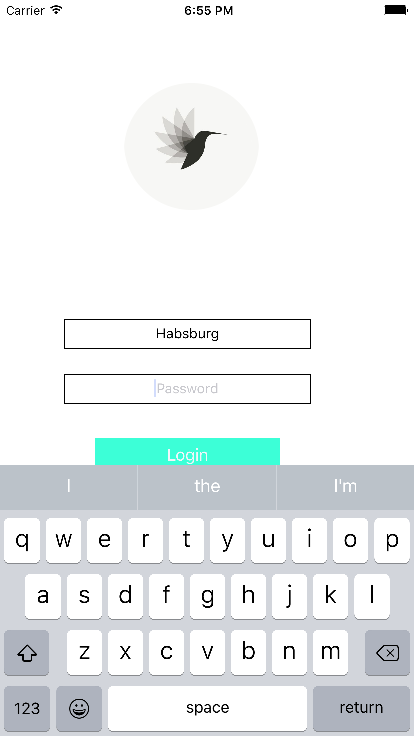 Carrier 6:55 PM
Habsburg
Password
Login
I the I'm
q w e r t y u i o p
a s d f g h j k l
z x c v b n m
123 space return